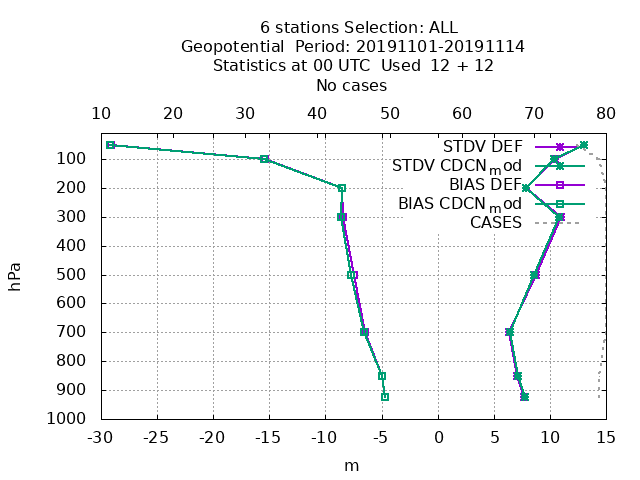 6 stations Selection: ALL
Geopotential  Period: 20191101-20191114
Statistics at 00 UTC  Used  12 + 12
No cases
10 20 30 40 50 60 70 80
STDV DEF
STDV CDCNmod
BIAS DEF
BIAS CDCNmod
CASES
100
200
300
400
500
600
700
800
900
1000
hPa
-30 -25 -20 -15 -10 -5 0 5 10 15
m